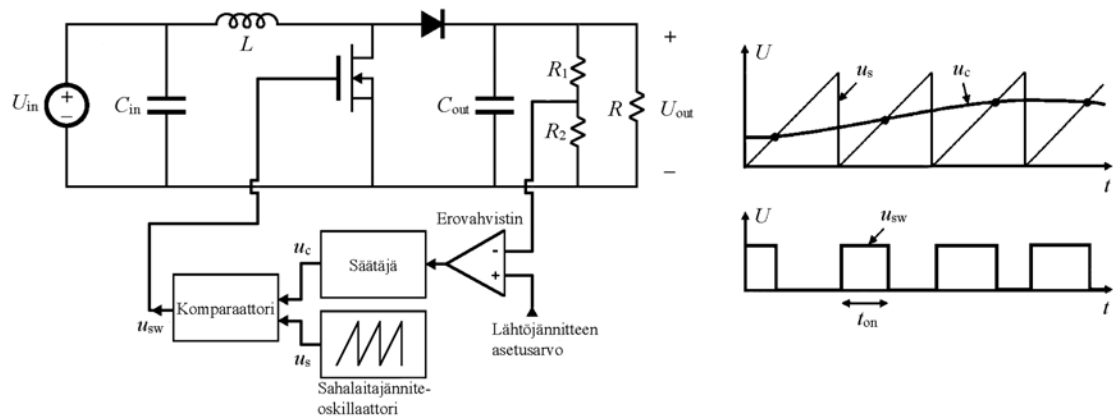 L
U_in
+
−
C_in
C_out
R_1
R_2
R
+
U_out
−
Erovahvistin
-
+
u_c
Säätäjä
Komparaattori
u_sw
u_s
Lähtöjännitteen
asetusarvo
Sahalaitajännite-
oskillaattori
U
u_s
u_c
t
U
u_sw
t_on
t